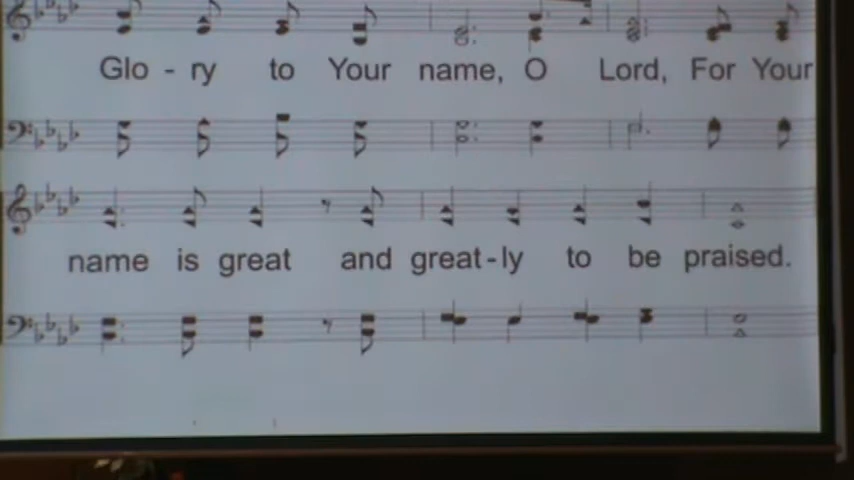 Glo - ry to Your name, O Lord, For Your
name is great and great-ly to be praised.